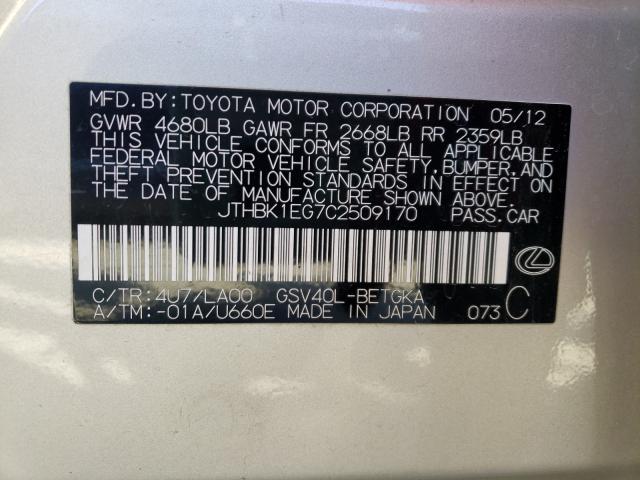 MFD.BY:TOYOTA MOTOR CORPORATION 05/12
GVWR 4680LB GAWR FR 2668LB RR 2359LB
THIS VEHICLE CONFORMS TO ALL APPLICABLE
FEDERAL MOTOR VEHICLE SAFETY,BUMPER,AND
THEFT PREVENTION STANDARDS IN EFFECT ON
THE DATE OF MANUFACTURE SHOWN ABOVE.
JTHBK1EG7C2509170 PASS.CAR
C/TR:4U7/LA00 GSV40L-BETGKA
A/TM:-01A/U660E MADE IN JAPAN 073 C